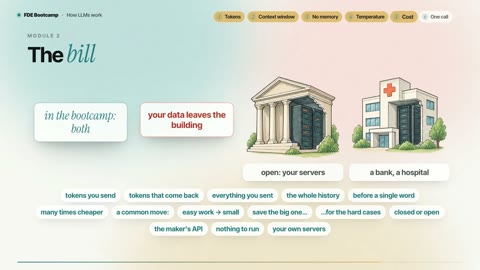 FDE Bootcamp · How LLMs work
Tokens
Context window
No memory
Temperature
Cost
One call
MODULE 2
The bill
in the bootcamp:
both
your data leaves the
building
open: your servers
a bank, a hospital
tokens you send
tokens that come back
everything you sent
the whole history
before a single word
many times cheaper
a common move:
easy work → small
save the big one...
...for the hard cases
closed or open
the maker's API
nothing to run
your own servers